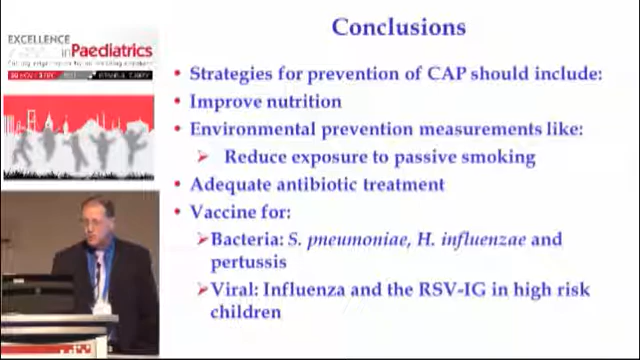 EXCELLENCE
in Paediatrics
Conclusions
• Strategies for prevention of CAP should include:
• Improve nutrition
• Environmental prevention measurements like:
➢ Reduce exposure to passive smoking
• Adequate antibiotic treatment
• Vaccine for:
➢Bacteria: S. pneumoniae, H. influenzae and
pertussis
➢Viral: Influenza and the RSV-IG in high risk
children